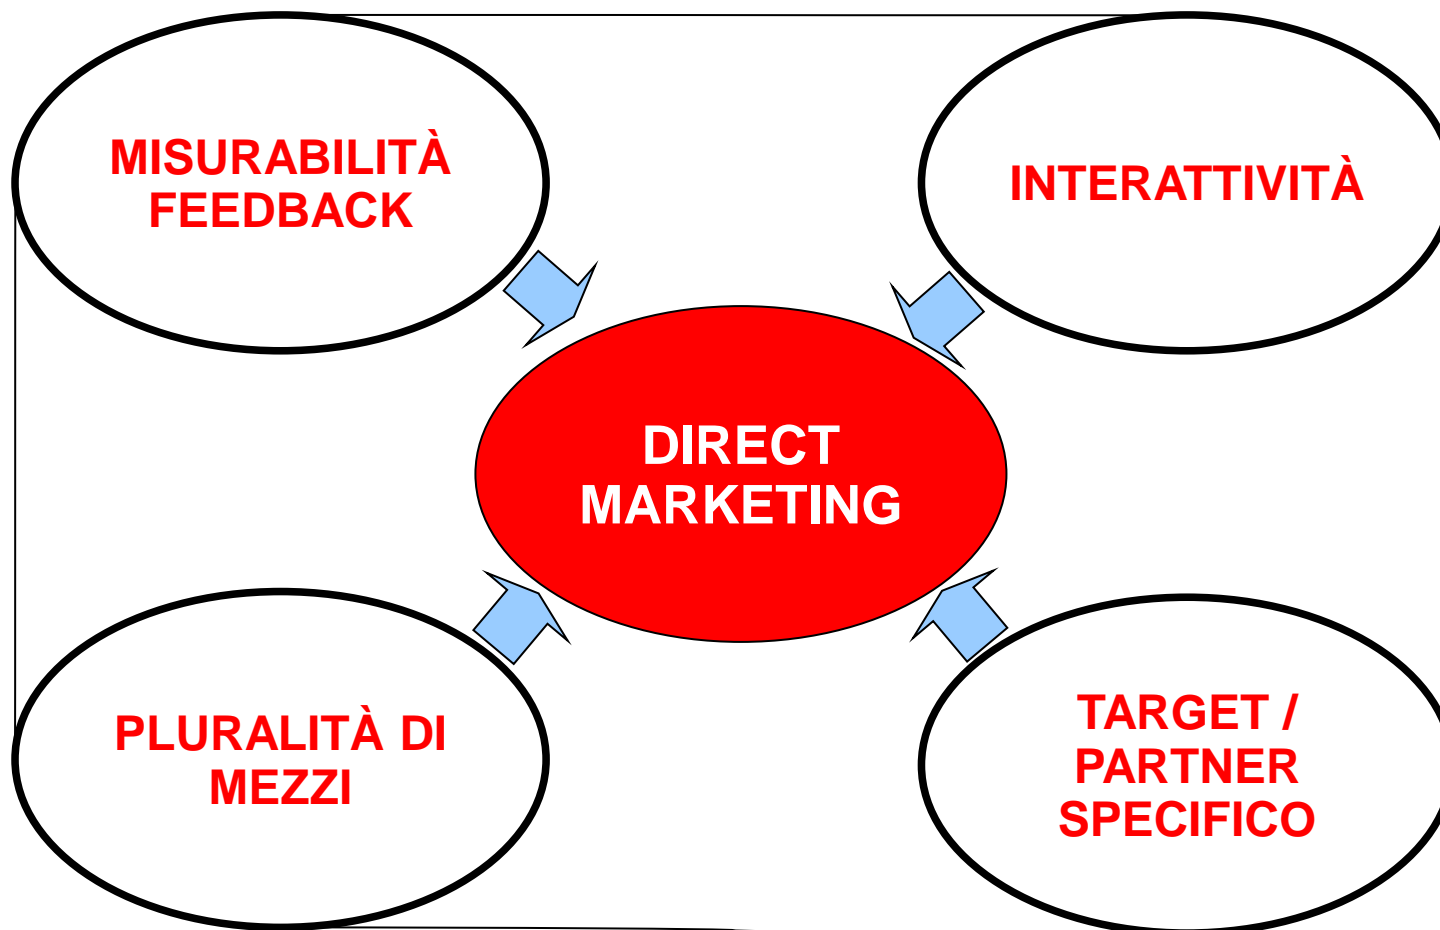 MISURABILITÀ
FEEDBACK
INTERATTIVITÀ
DIRECT
MARKETING
PLURALITÀ DI
MEZZI
TARGET /
PARTNER
SPECIFICO